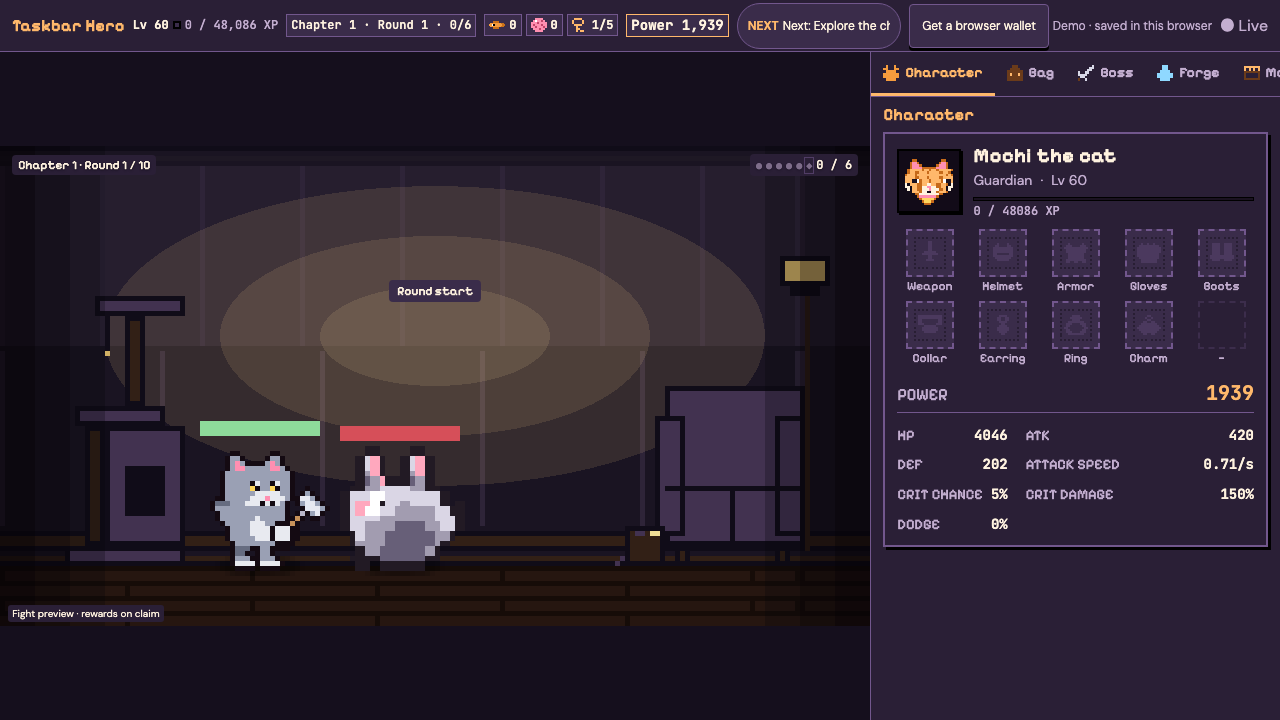 Taskbar Hero Lv 60 0 / 48,086 XP Chapter 1 · Round 1 · 0/6 0 0 1/5 Power 1,939 NEXT Next: Explore the ch Get a browser wallet Demo · saved in this browser Live
Character Bag Boss Forge Mo
Character
Chapter 1 · Round 1 / 10
0 / 6
Round start
Fight preview · rewards on claim
Mochi the cat
Guardian · Lv 60
0 / 48086 XP
Weapon Helmet Armor Gloves Boots
Collar Earring Ring Charm –
POWER 1939
HP 4046 ATK 420
DEF 202 ATTACK SPEED 0.71/s
CRIT CHANCE 5% CRIT DAMAGE 150%
DODGE 0%